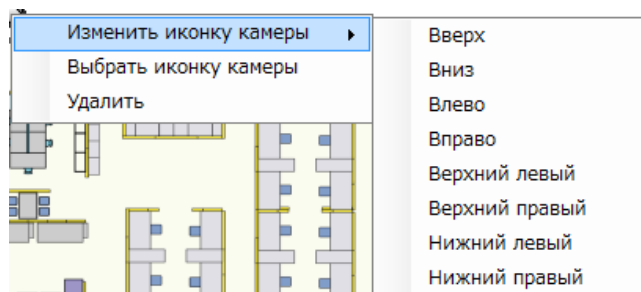 Изменить иконку камеры
Выбрать иконку камеры
Удалить
Вверх
Вниз
Влево
Вправо
Верхний левый
Верхний правый
Нижний левый
Нижний правый